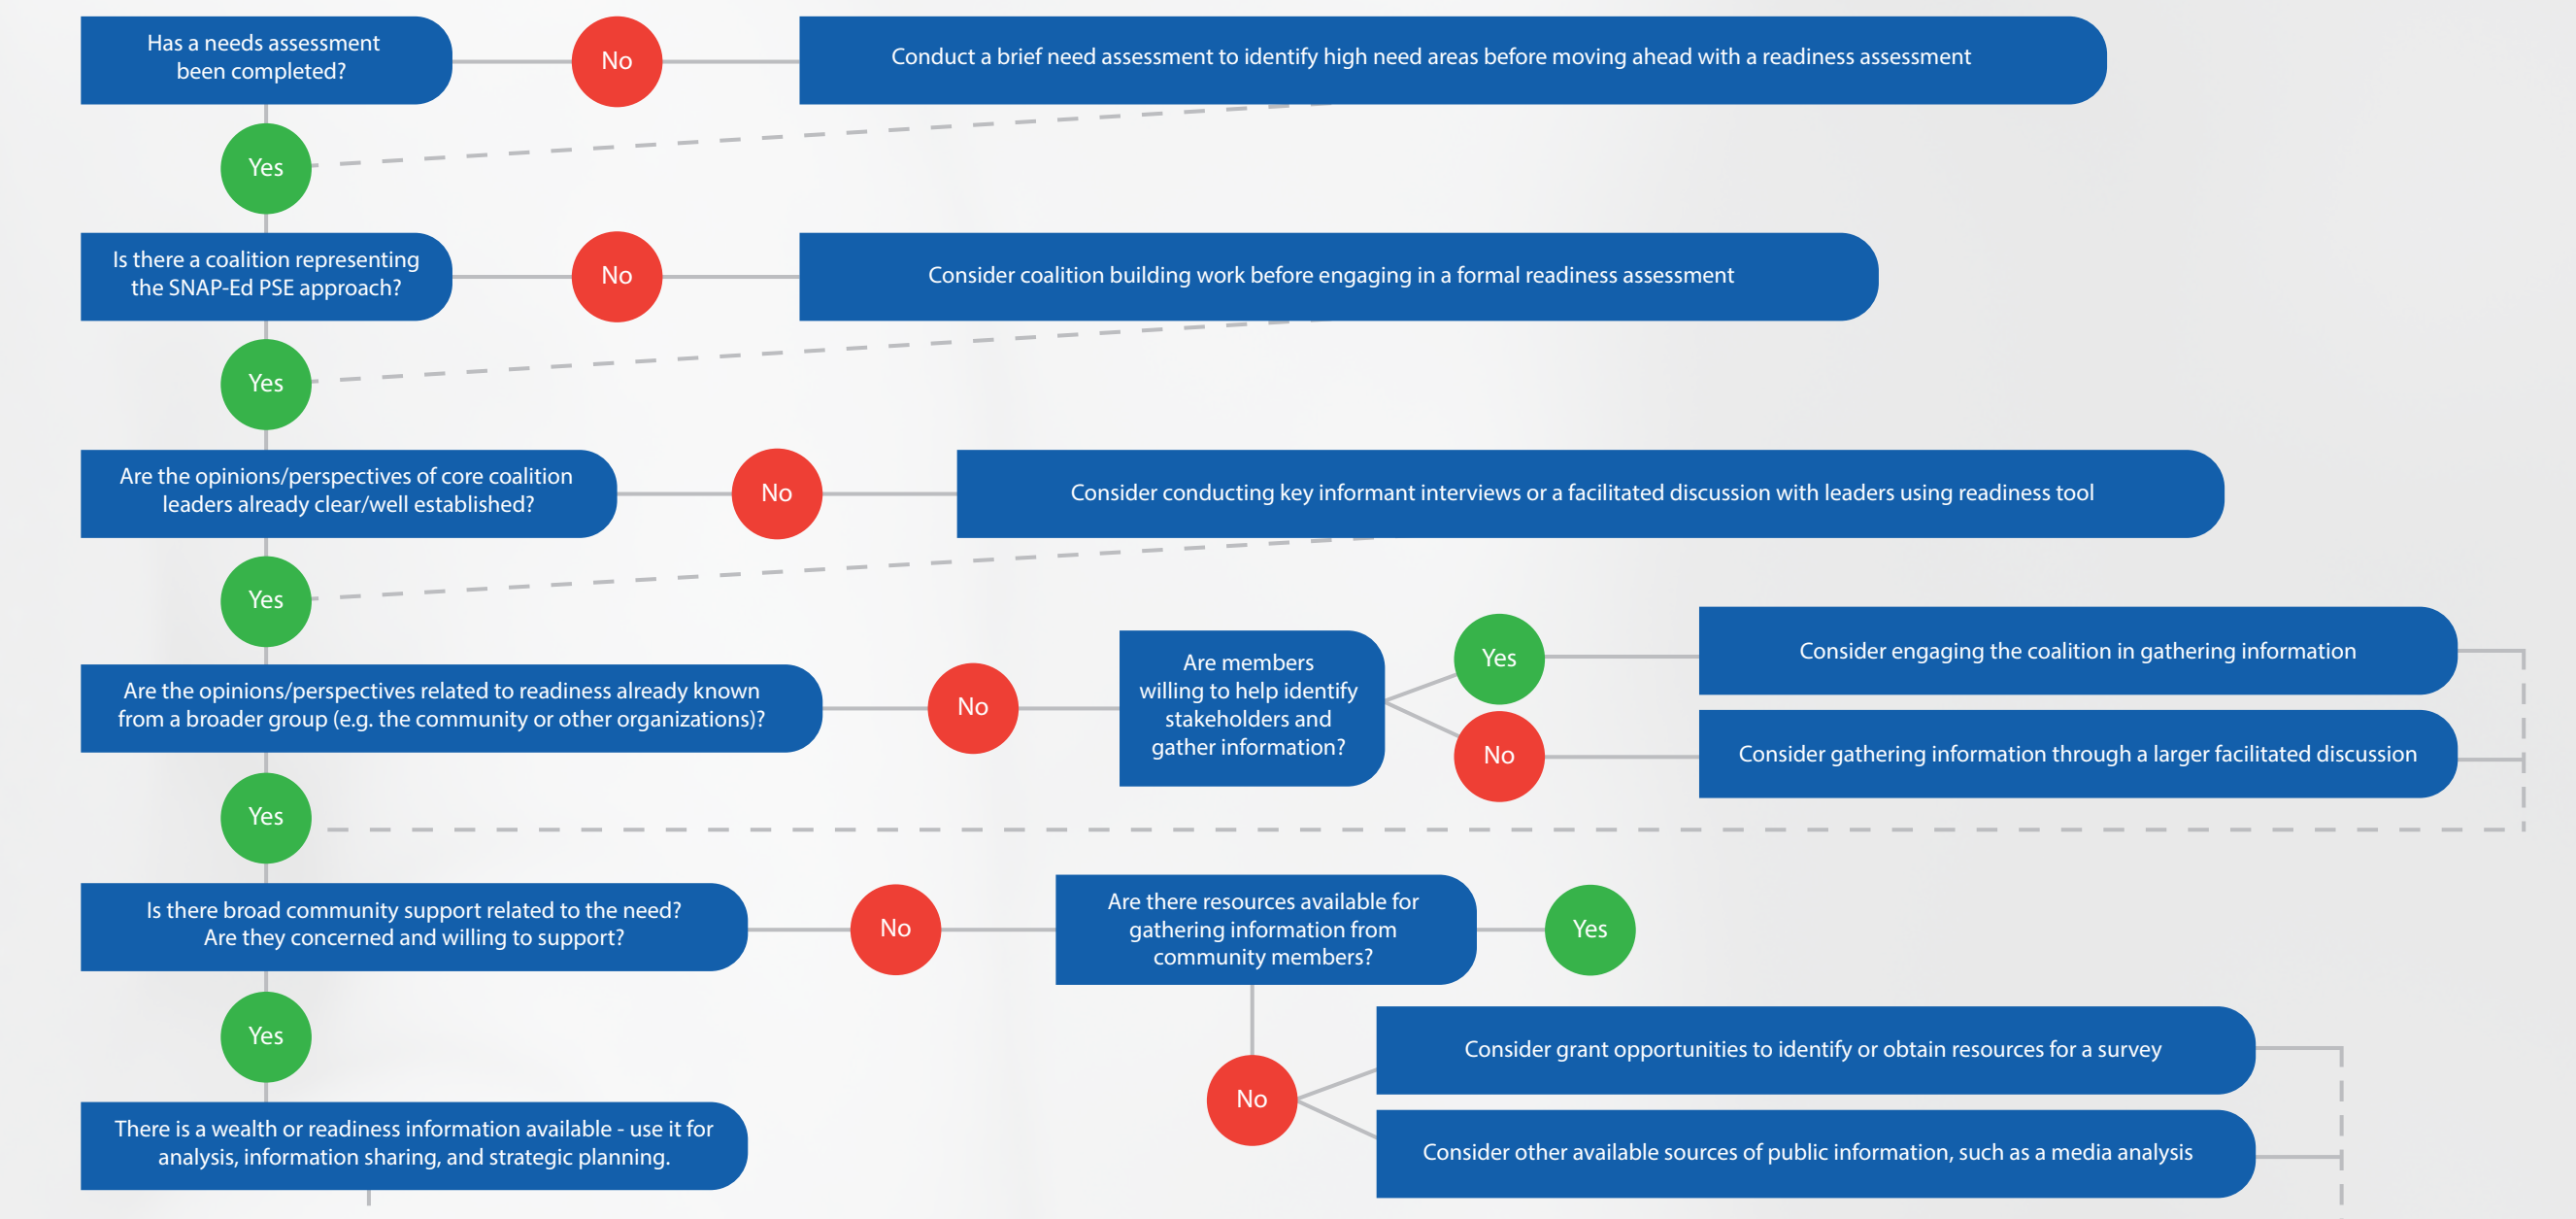 Has a needs assessment
been completed?
No
Conduct a brief need assessment to identify high need areas before moving ahead with a readiness assessment
Yes
Is there a coalition representing
the SNAP-Ed PSE approach?
No
Consider coalition building work before engaging in a formal readiness assessment
Yes
Are the opinions/perspectives of core coalition
leaders already clear/well established?
No
Consider conducting key informant interviews or a facilitated discussion with leaders using readiness tool
Yes
Are the opinions/perspectives related to readiness already known
from a broader group (e.g. the community or other organizations)?
No
Are members
willing to help identify
stakeholders and
gather information?
Yes
Consider engaging the coalition in gathering information
No
Consider gathering information through a larger facilitated discussion
Yes
Is there broad community support related to the need?
Are they concerned and willing to support?
No
Are there resources available for
gathering information from
community members?
Yes
No
Consider grant opportunities to identify or obtain resources for a survey
Consider other available sources of public information, such as a media analysis
Yes
There is a wealth or readiness information available - use it for
analysis, information sharing, and strategic planning.